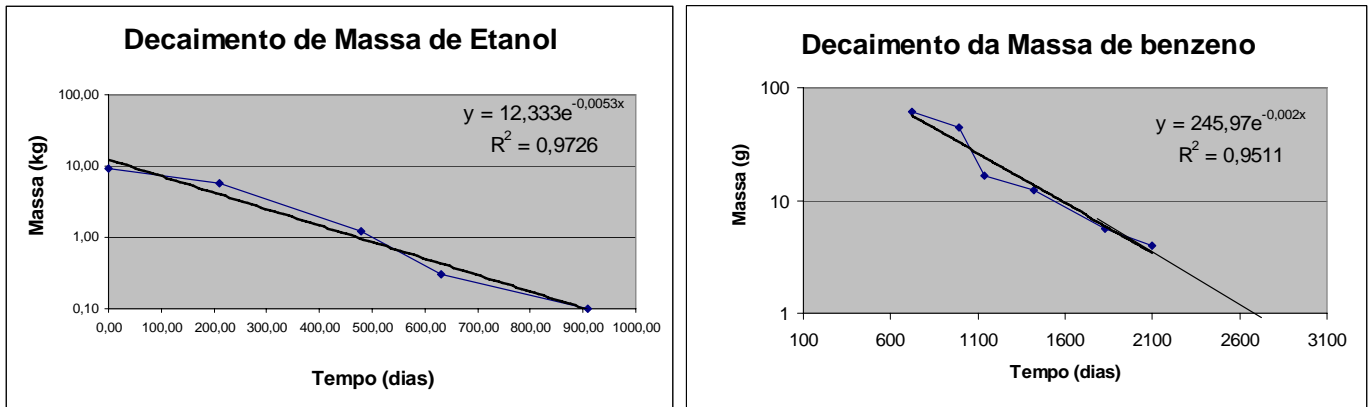 Decaimento de Massa de Etanol
y = 12,333e^-0,0053x
R² = 0,9726
Massa (kg)
100,00
10,00
1,00
0,10
0,00 100,00 200,00 300,00 400,00 500,00 600,00 700,00 800,00 900,00 1000,00
Tempo (dias)
Decaimento da Massa de benzeno
y = 245,97e^-0,002x
R² = 0,9511
Massa (g)
100
10
1
100 600 1100 1600 2100 2600 3100
Tempo (dias)